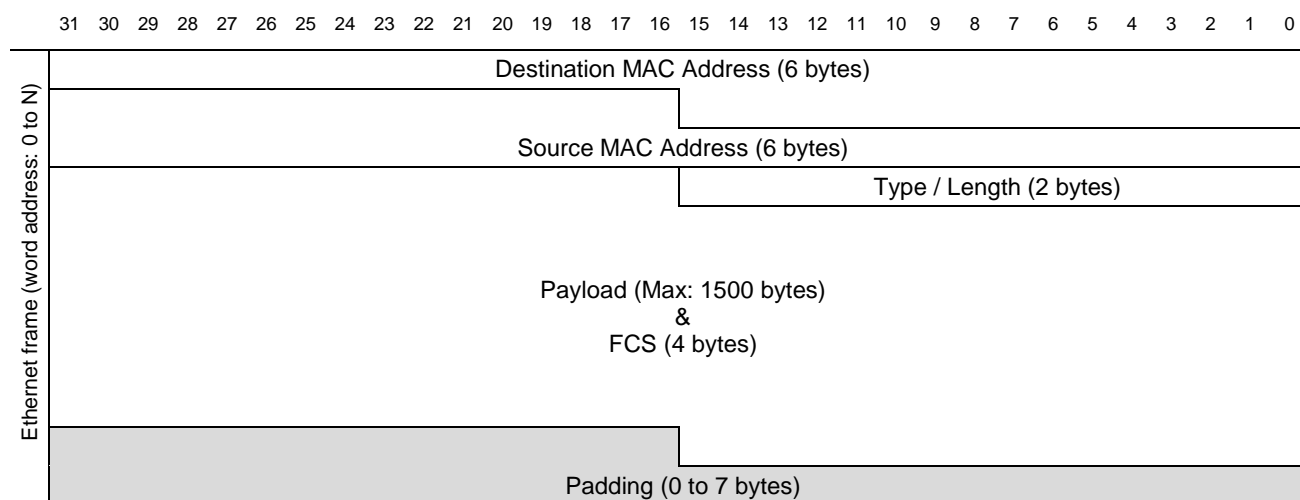 31 30 29 28 27 26 25 24 23 22 21 20 19 18 17 16 15 14 13 12 11 10 9 8 7 6 5 4 3 2 1 0
Ethernet frame (word address: 0 to N)
Destination MAC Address (6 bytes)
Source MAC Address (6 bytes)
Type / Length (2 bytes)
Payload (Max: 1500 bytes)
&
FCS (4 bytes)
Padding (0 to 7 bytes)